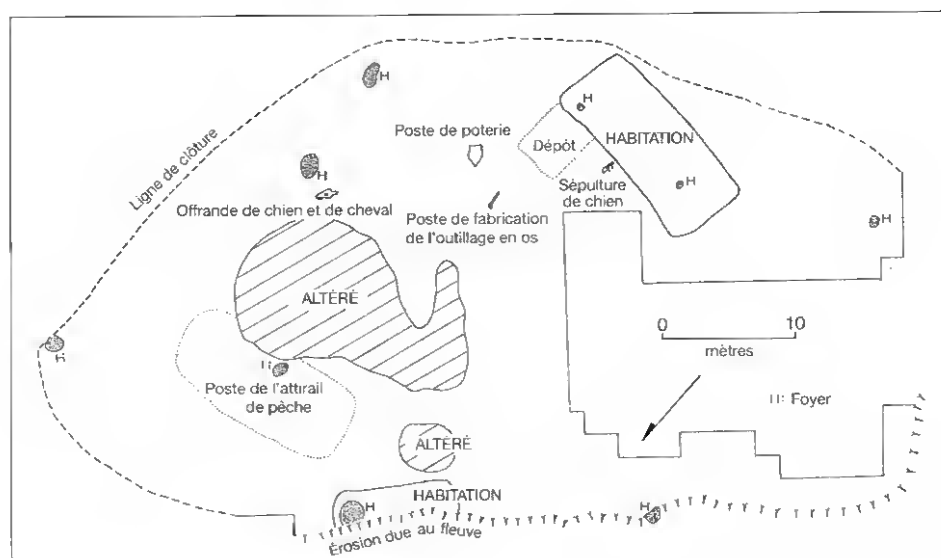 H
Poste de poterie
H
Dépôt
HABITATION
Ligne de clôture
H
Offrande de chien et de cheval
Sépulture
de chien
H
Poste de fabrication
de l'outillage en os
H
ALTÉRÉ
0 10
mètres
H
H
Poste de l'attirail
de pêche
H: Foyer
ALTÉRÉ
HABITATION
H
H
Érosion due au fleuve